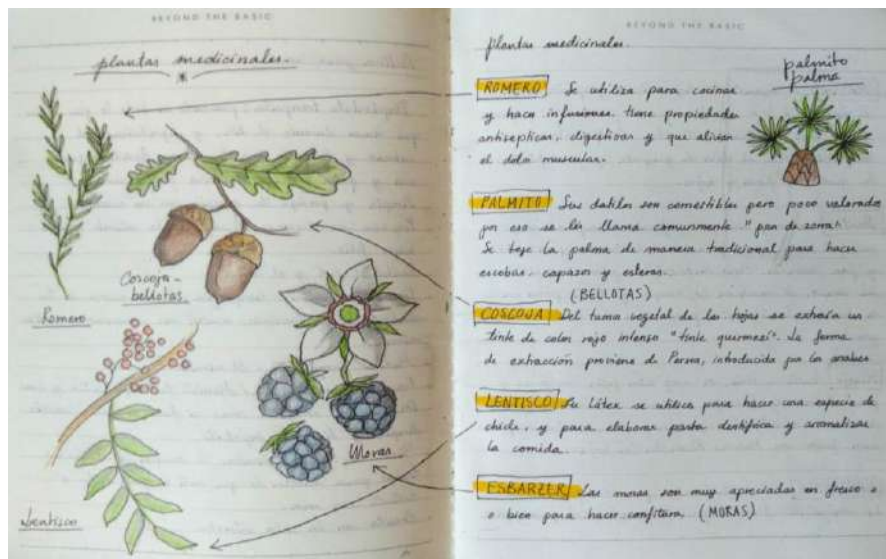 BEYOND THE BASIC
plantas medicinales.
Romero
Coscoja-
bellotas
Moras
Lentisco
BEYOND THE BASIC
plantas medicinales.
palmito
palma
ROMERO Se utiliza para cocinar
y hacer infusiones. tiene propiedades
antisepticas, digestivas y que alivian
el dolor muscular.
PALMITO Sus datiles son comestibles pero poco valorados
por eso se les llama comunmente "pan de zorra"
Se teje la palma de manera tradicional para hacer
escobas, capazos y esteras.
(BELLOTAS)
COSCOJA Del tumor vegetal de las hojas se extraía un
tinte de color rojo intenso "tinte quermezí". La forma
de extracción proviene de Persia, introducida por los arabes
LENTISCO Su látex se utiliza para hacer una especie de
chicle, y para elaborar pasta dentífrica y aromatizar
la comida.
ESBARZER Las moras son muy apreciadas en fresco o
o bien para hacer confitura. (MORAS)